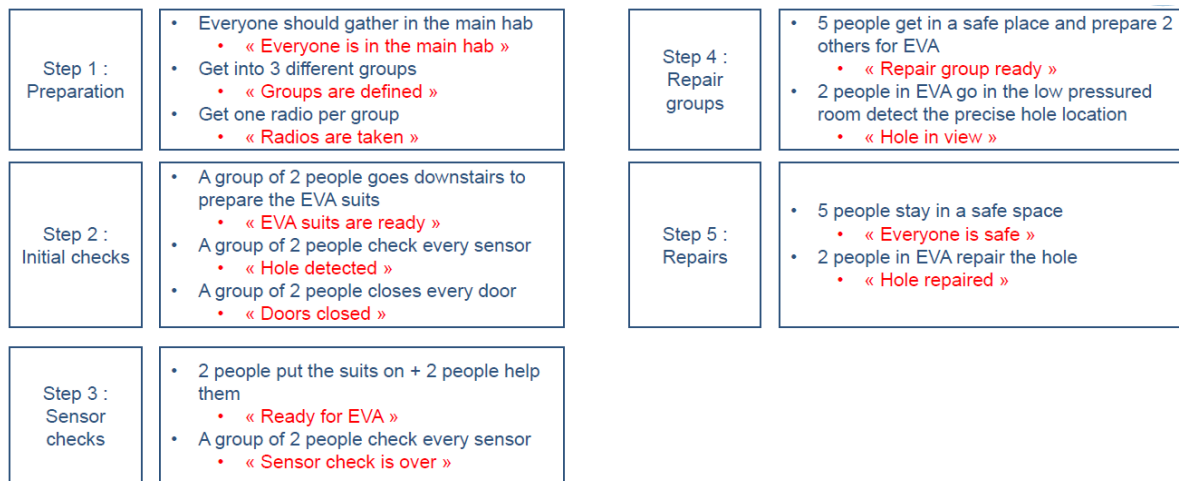 Step 1 :
Preparation
• Everyone should gather in the main hab
• « Everyone is in the main hab »
• Get into 3 different groups
• « Groups are defined »
• Get one radio per group
• « Radios are taken »
Step 2 :
Initial checks
• A group of 2 people goes downstairs to
prepare the EVA suits
• « EVA suits are ready »
• A group of 2 people check every sensor
• « Hole detected »
• A group of 2 people closes every door
• « Doors closed »
Step 3 :
Sensor
checks
• 2 people put the suits on + 2 people help
them
• « Ready for EVA »
• A group of 2 people check every sensor
• « Sensor check is over »
Step 4 :
Repair
groups
• 5 people get in a safe place and prepare 2
others for EVA
• « Repair group ready »
• 2 people in EVA go in the low pressured
room detect the precise hole location
• « Hole in view »
Step 5 :
Repairs
• 5 people stay in a safe space
• « Everyone is safe »
• 2 people in EVA repair the hole
• « Hole repaired »